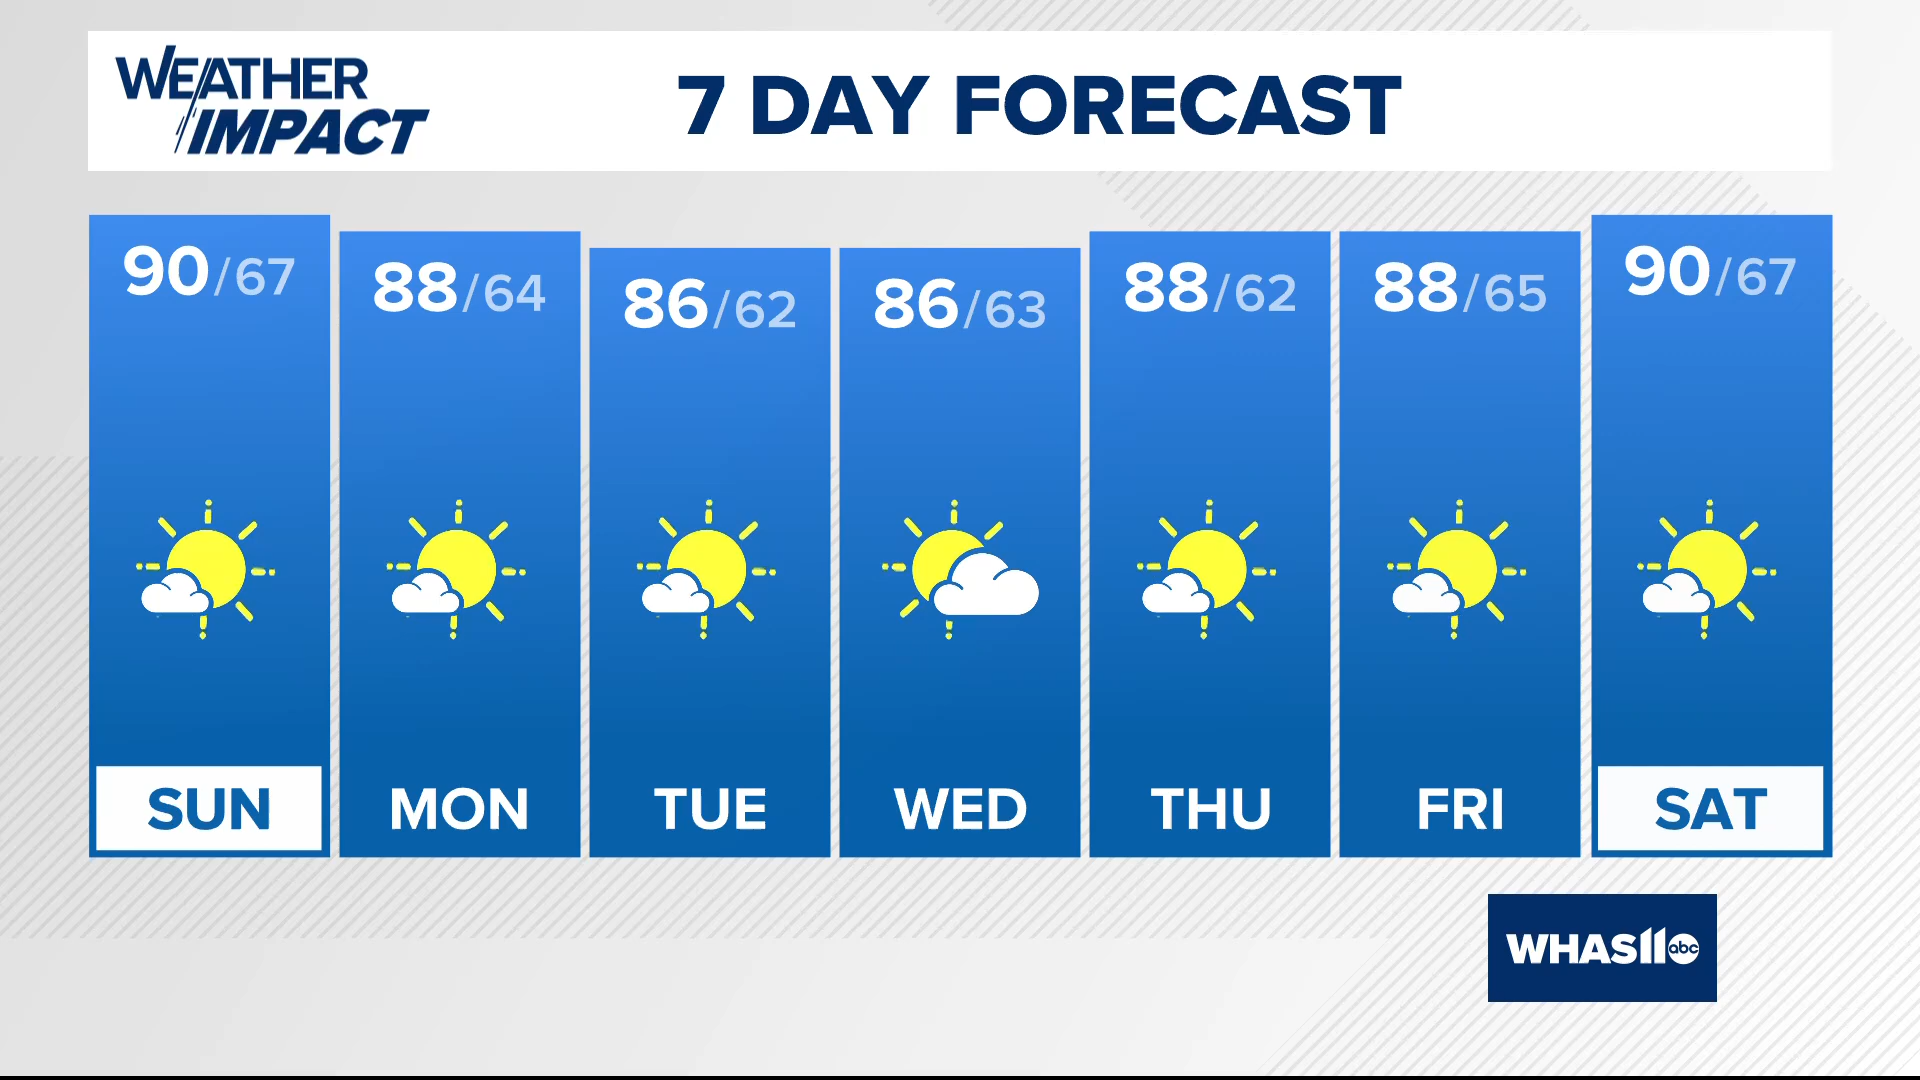 WEATHER
IMPACT
7 DAY FORECAST
90/67
88/64
86/62
86/63
88/62
88/65
90/67
SUN
MON
TUE
WED
THU
FRI
SAT
WHAS11 abc